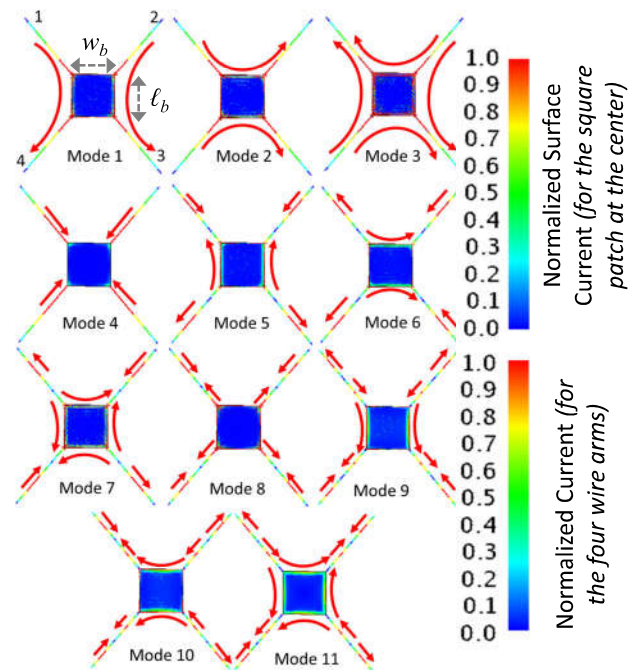 1
2
w_b
ℓ_b
4
3
Mode 1
Mode 2
Mode 3
Mode 4
Mode 5
Mode 6
Mode 7
Mode 8
Mode 9
Mode 10
Mode 11
1.0
0.9
0.8
0.7
0.6
0.5
0.4
0.3
0.2
0.1
0.0
Normalized Surface
Current (for the square
patch at the center)
1.0
0.9
0.8
0.7
0.6
0.5
0.4
0.3
0.2
0.1
0.0
Normalized Current (for
the four wire arms)